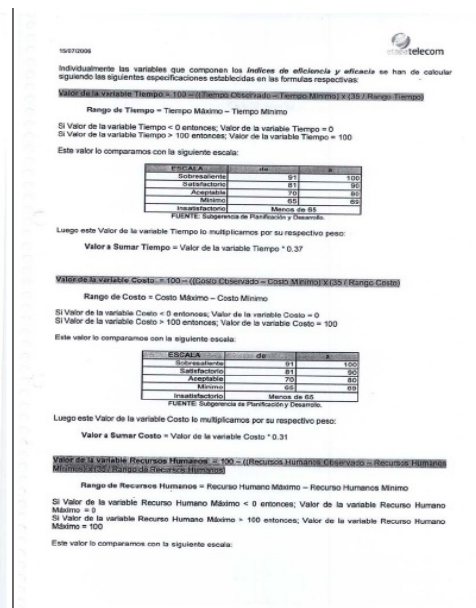 15/07/2006
telecom
Individualmente las variables que componen los índices de eficiencia y eficacia se han de calcular
siguiendo las siguientes especificaciones establecidas en las formulas respectivas:
Valor de la variable Tiempo = 100 – ((Tiempo Observado – Tiempo Mínimo) x (35 / Rango Tiempo)
Rango de Tiempo = Tiempo Máximo – Tiempo Mínimo
Si Valor de la variable Tiempo < 0 entonces; Valor de la variable Tiempo = 0
Si Valor de la variable Tiempo > 100 entonces; Valor de la variable Tiempo = 100
Este valor lo comparamos con la siguiente escala:
ESCALA de a
Sobresaliente 91 100
Satisfactorio 81 90
Aceptable 70 80
Mínimo 65 69
Insatisfactorio Menos de 65
FUENTE: Subgerencia de Planificación y Desarrollo.
Luego este Valor de la variable Tiempo lo multiplicamos por su respectivo peso:
Valor a Sumar Tiempo = Valor de la variable Tiempo * 0.37
Valor de la variable Costo = 100 – ((Costo Observado – Costo Mínimo) x (35 / Rango Costo)
Rango de Costo = Costo Máximo – Costo Mínimo
Si Valor de la variable Costo < 0 entonces; Valor de la variable Costo = 0
Si Valor de la variable Costo > 100 entonces; Valor de la variable Costo = 100
Este valor lo comparamos con la siguiente escala:
ESCALA de a
Sobresaliente 91 100
Satisfactorio 81 90
Aceptable 70 80
Mínimo 65 69
Insatisfactorio Menos de 65
FUENTE: Subgerencia de Planificación y Desarrollo.
Luego este Valor de la variable Costo lo multiplicamos por su respectivo peso:
Valor a Sumar Costo = Valor de la variable Costo * 0.31
Valor de la variable Recursos Humanos = 100 – ((Recursos Humanos Observado – Recursos Humanos
Mínimo) x (35 / Rango de Recursos Humanos)
Rango de Recursos Humanos = Recurso Humano Máximo – Recurso Humanos Mínimo
Si Valor de la variable Recurso Humano Máximo < 0 entonces; Valor de la variable Recurso Humano
Máximo = 0
Si Valor de la variable Recurso Humano Máximo > 100 entonces; Valor de la variable Recurso Humano
Máximo = 100
Este valor lo comparamos con la siguiente escala: